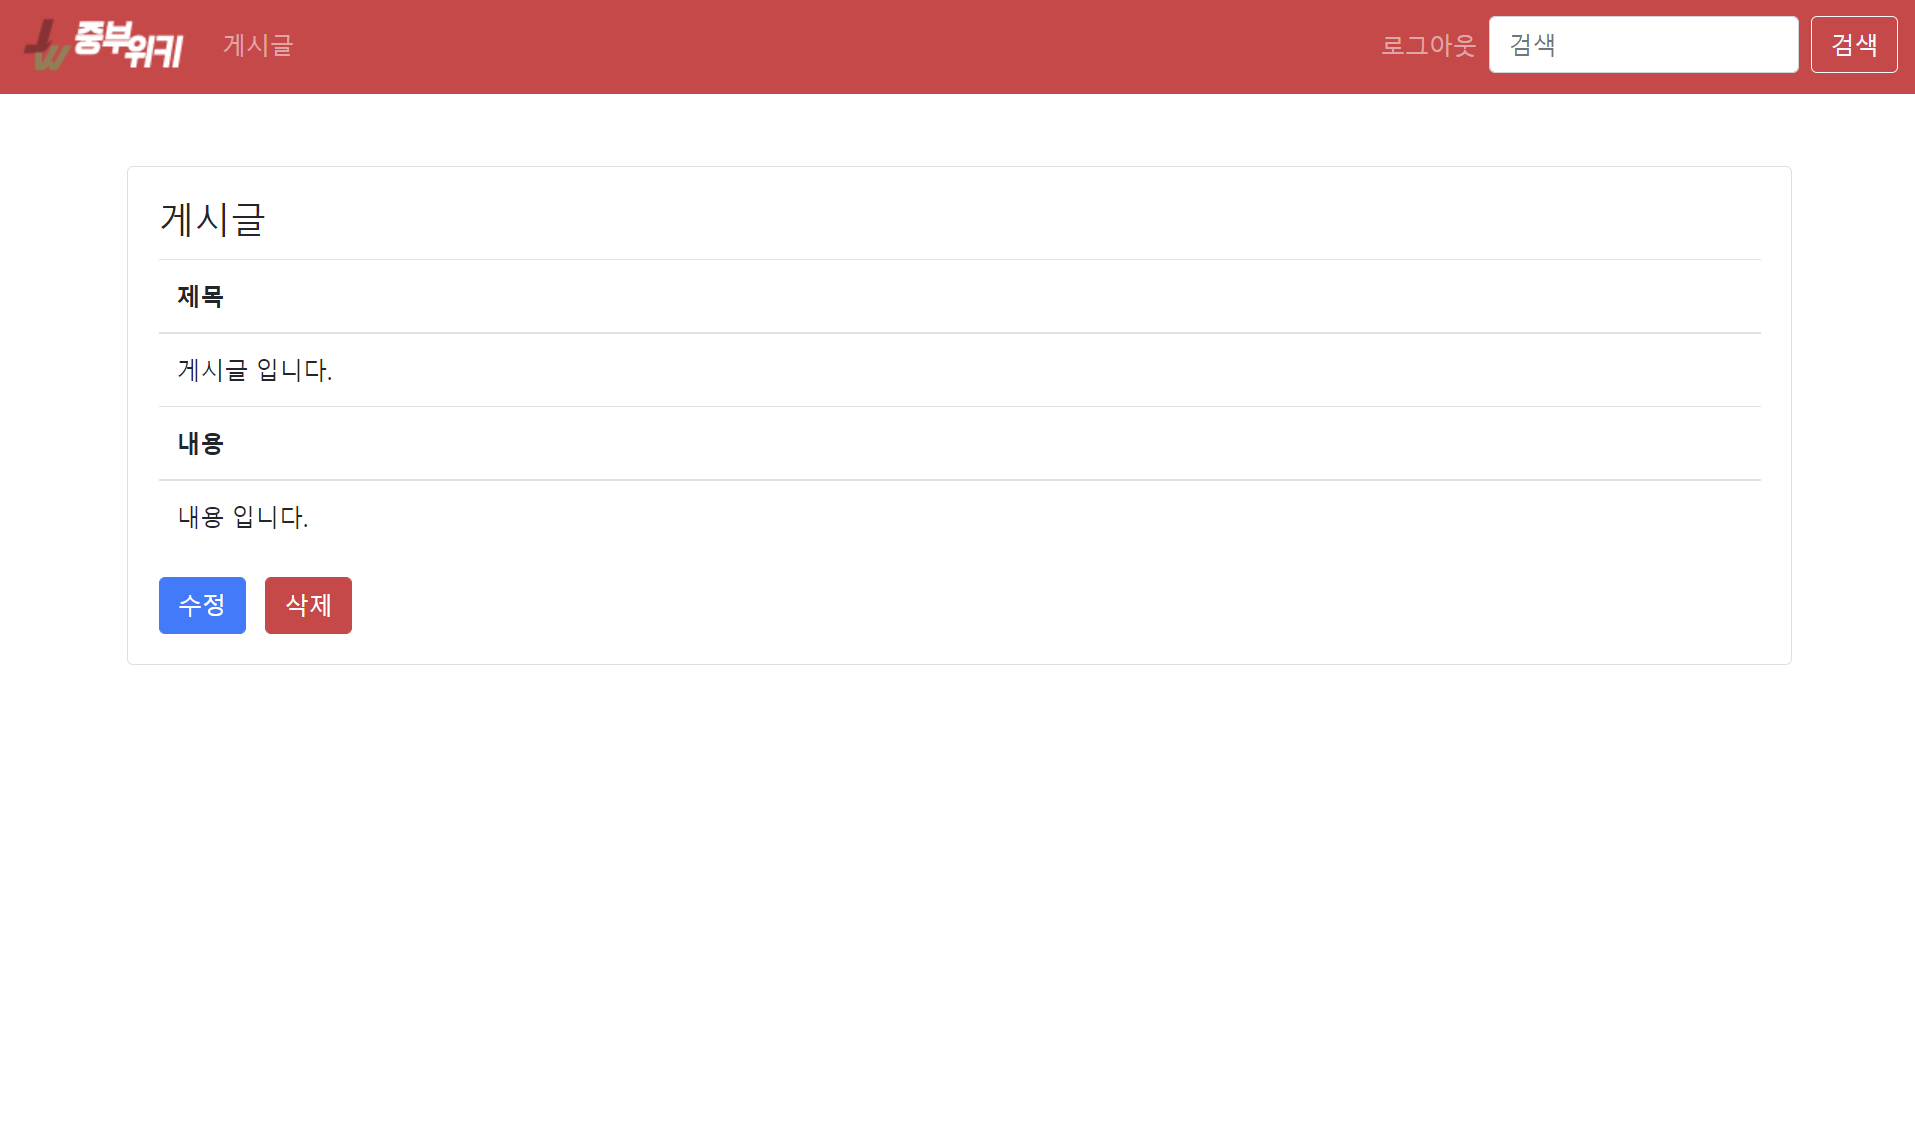 중부위키 게시글 로그아웃 검색 검색
게시글
제목
게시글 입니다.
내용
내용 입니다.
수정 삭제